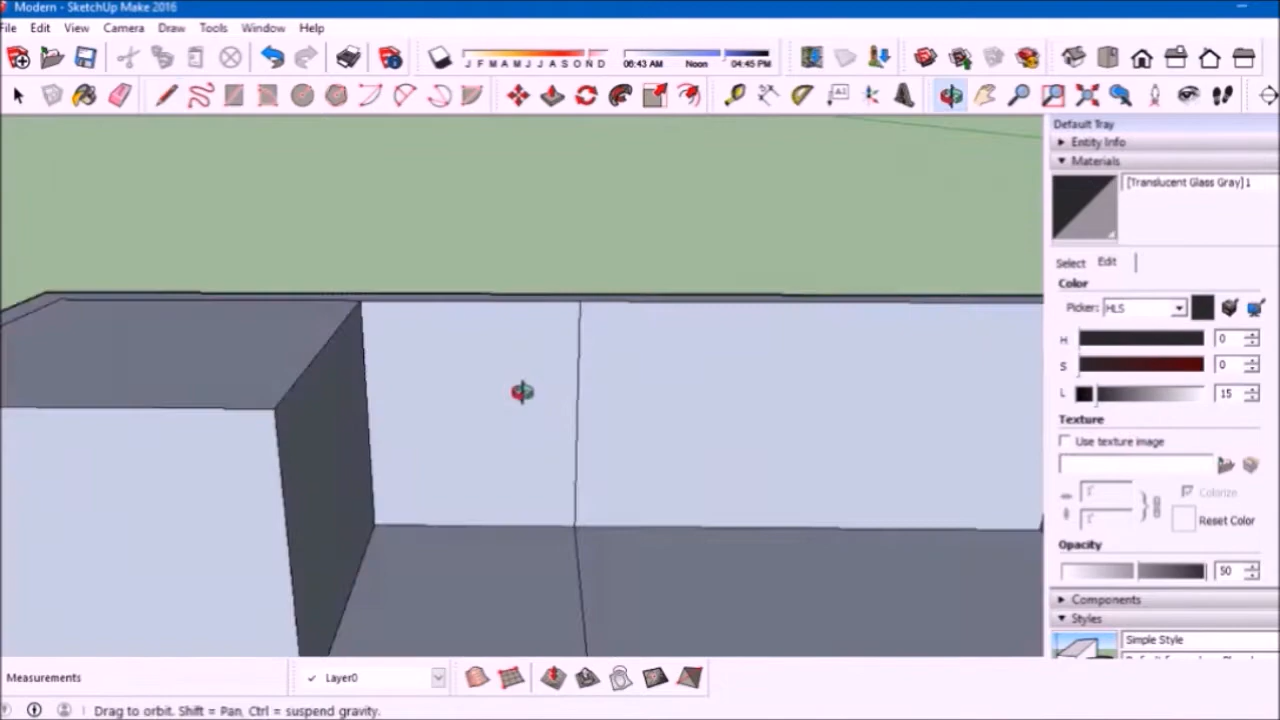 Modern - SketchUp Make 2016
File Edit View Camera Draw Tools Window Help
J F M A M J J A S O N D 06:43 AM Noon 04:45 PM
A1
Default Tray
Entity Info
Materials
[Translucent Glass Gray]1
Select Edit
Color
Picker: HLS
H 0
S 0
L 15
Texture
Use texture image
1'
Colorize
1'
Reset Color
Opacity
50
Components
Styles
Simple Style
Measurements
Layer0
Drag to orbit. Shift = Pan, Ctrl = suspend gravity.